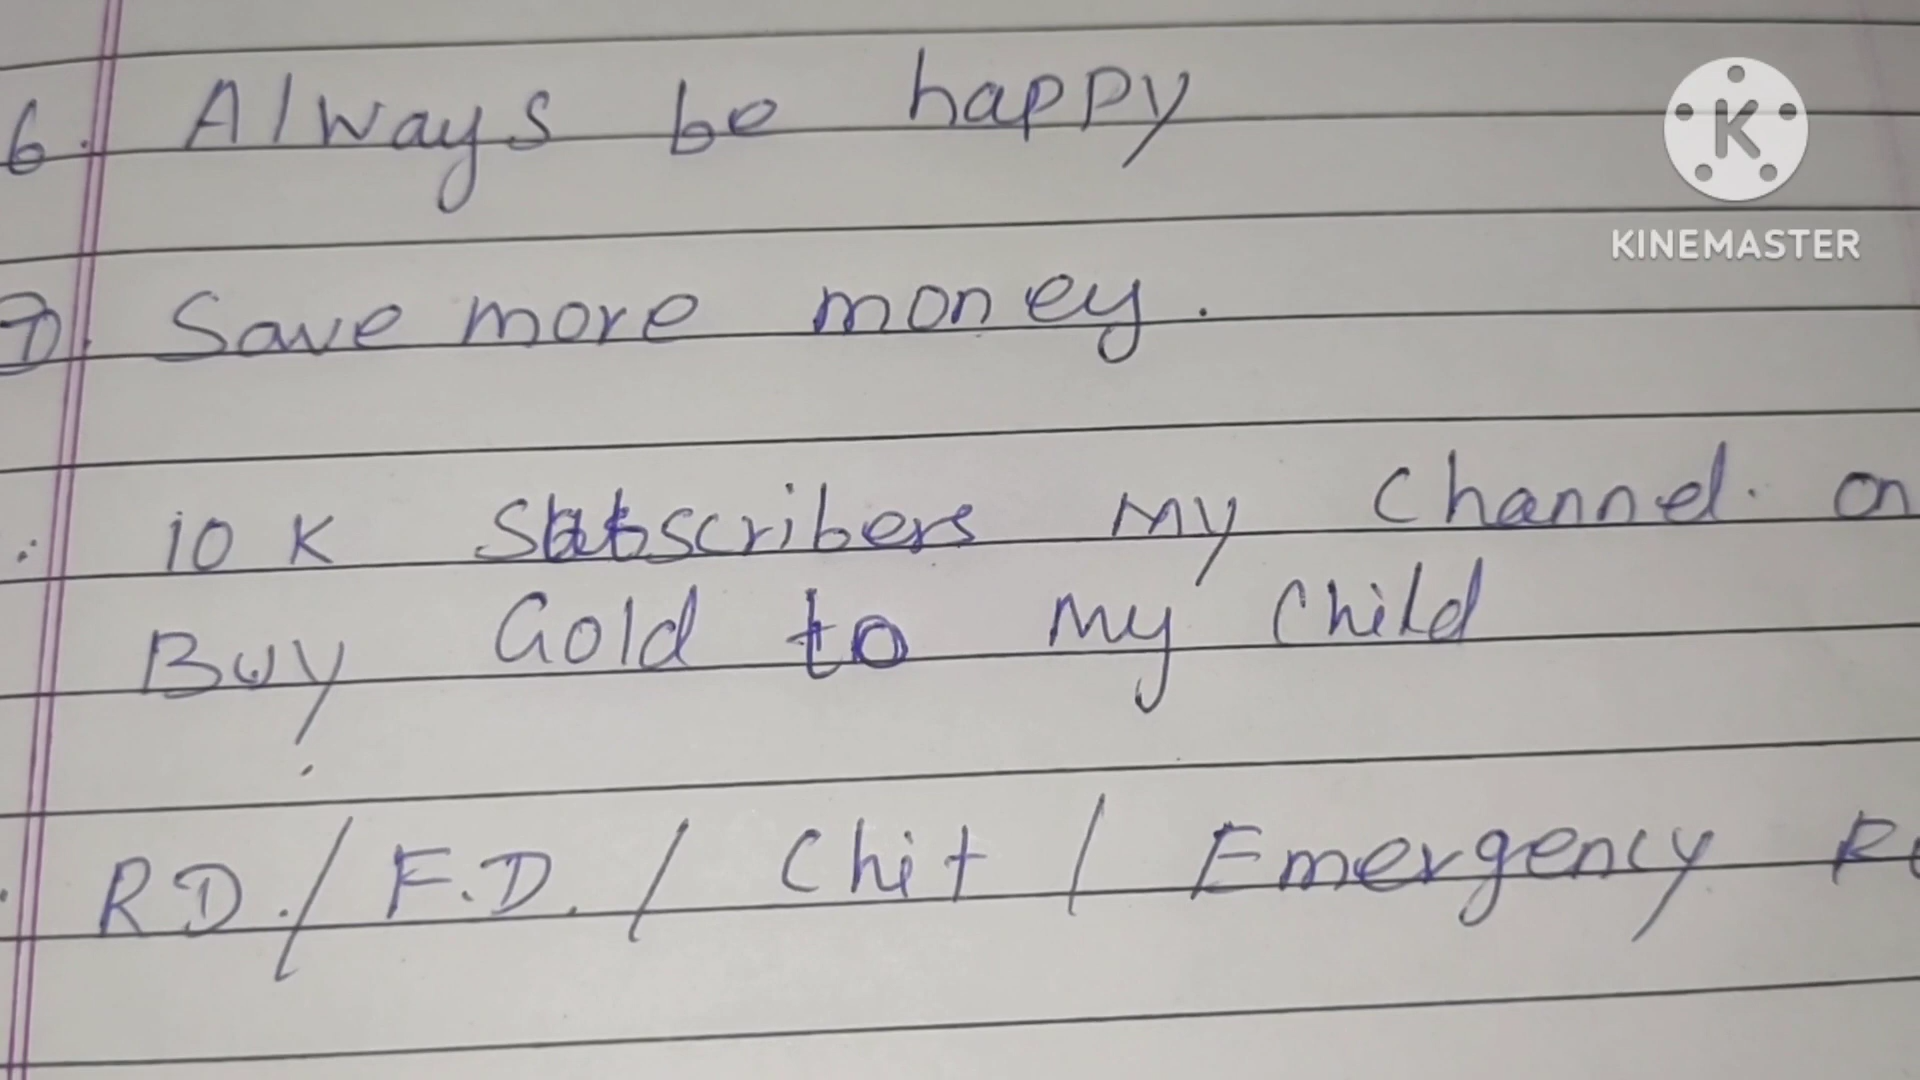 6. Always be happy
7. Save more money.
10 K Subscribers my channel. on
Buy Gold to my child
RD./ F.D. / Chit / Emergency
K
KINEMASTER